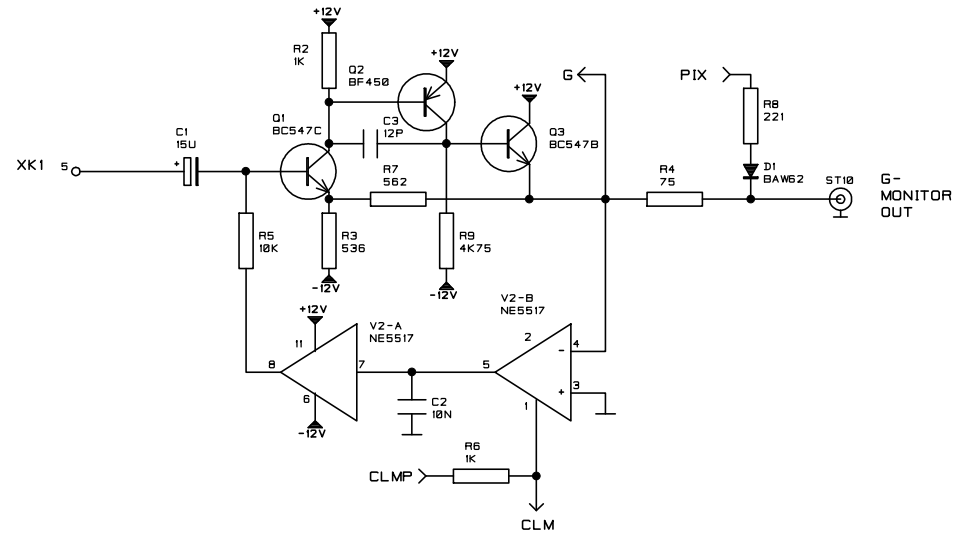 +12V
R2
1K
Q2
BF450
+12V
G
PIX
+12V
R8
221
Q1
BC547C
C3
12P
Q3
BC547B
C1
15U
+
XK1
5
R7
562
R4
75
D1
BAW62
ST10
G-
MONITOR
OUT
R5
10K
R3
536
R9
4K75
-12V
-12V
+12V
V2-A
NE5517
V2-B
NE5517
11
2
4
-
8
7
5
3
+
6
1
C2
10N
-12V
R6
1K
CLMP
CLM